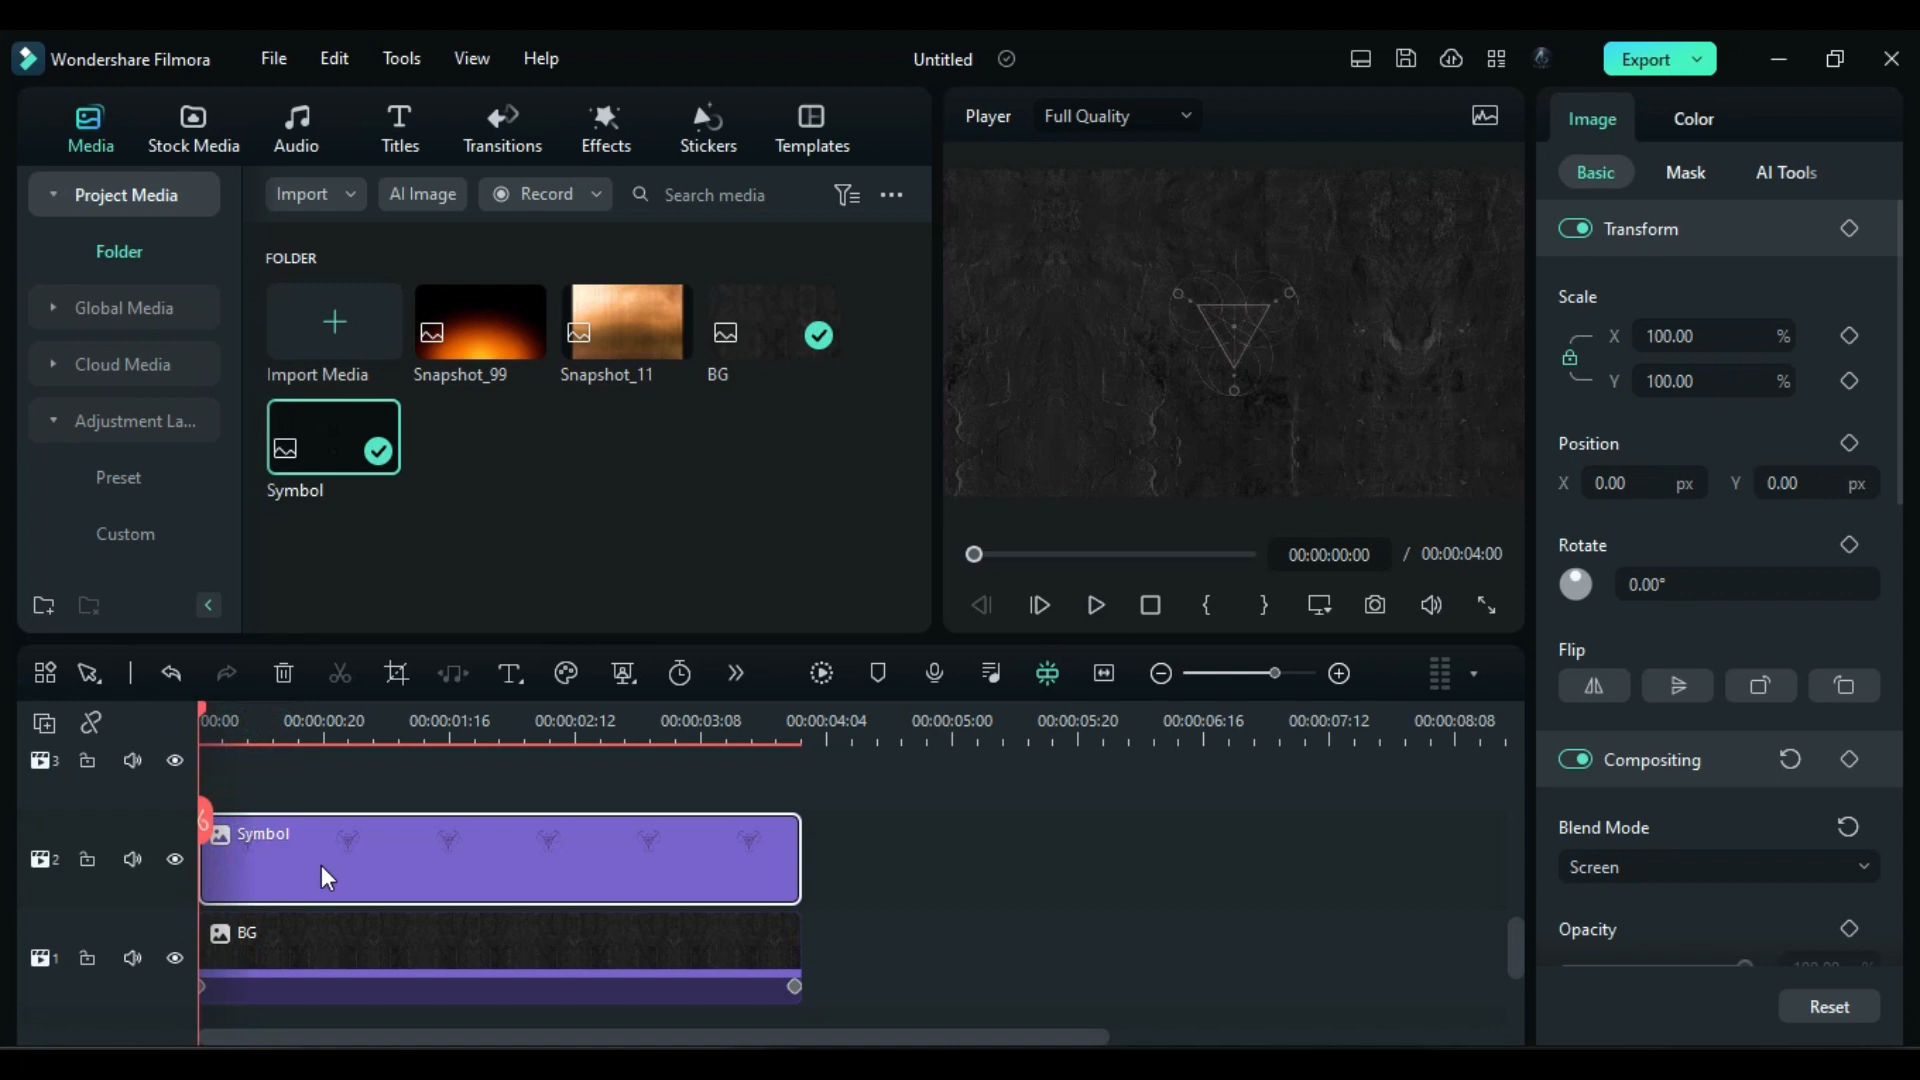 Wondershare Filmora
File
Edit
Tools
View
Help
Untitled
Export
Media
Stock Media
Audio
Titles
Transitions
Effects
Stickers
Templates
Project Media
Folder
Global Media
Cloud Media
Adjustment La...
Preset
Custom
Import
AI Image
Record
Search media
FOLDER
Import Media
Snapshot_99
Snapshot_11
BG
Symbol
Player
Full Quality
00:00:00:00 / 00:00:04:00
Image
Color
Basic
Mask
AI Tools
Transform
Scale
X 100.00 %
Y 100.00 %
Position
X 0.00 px Y 0.00 px
Rotate
0.00°
Flip
Compositing
Blend Mode
Screen
Opacity
100.00 %
Reset
00:00 00:00:00:20 00:00:01:16 00:00:02:12 00:00:03:08 00:00:04:04 00:00:05:00 00:00:05:20 00:00:06:16 00:00:07:12 00:00:08:08
3
2
Symbol
1
BG